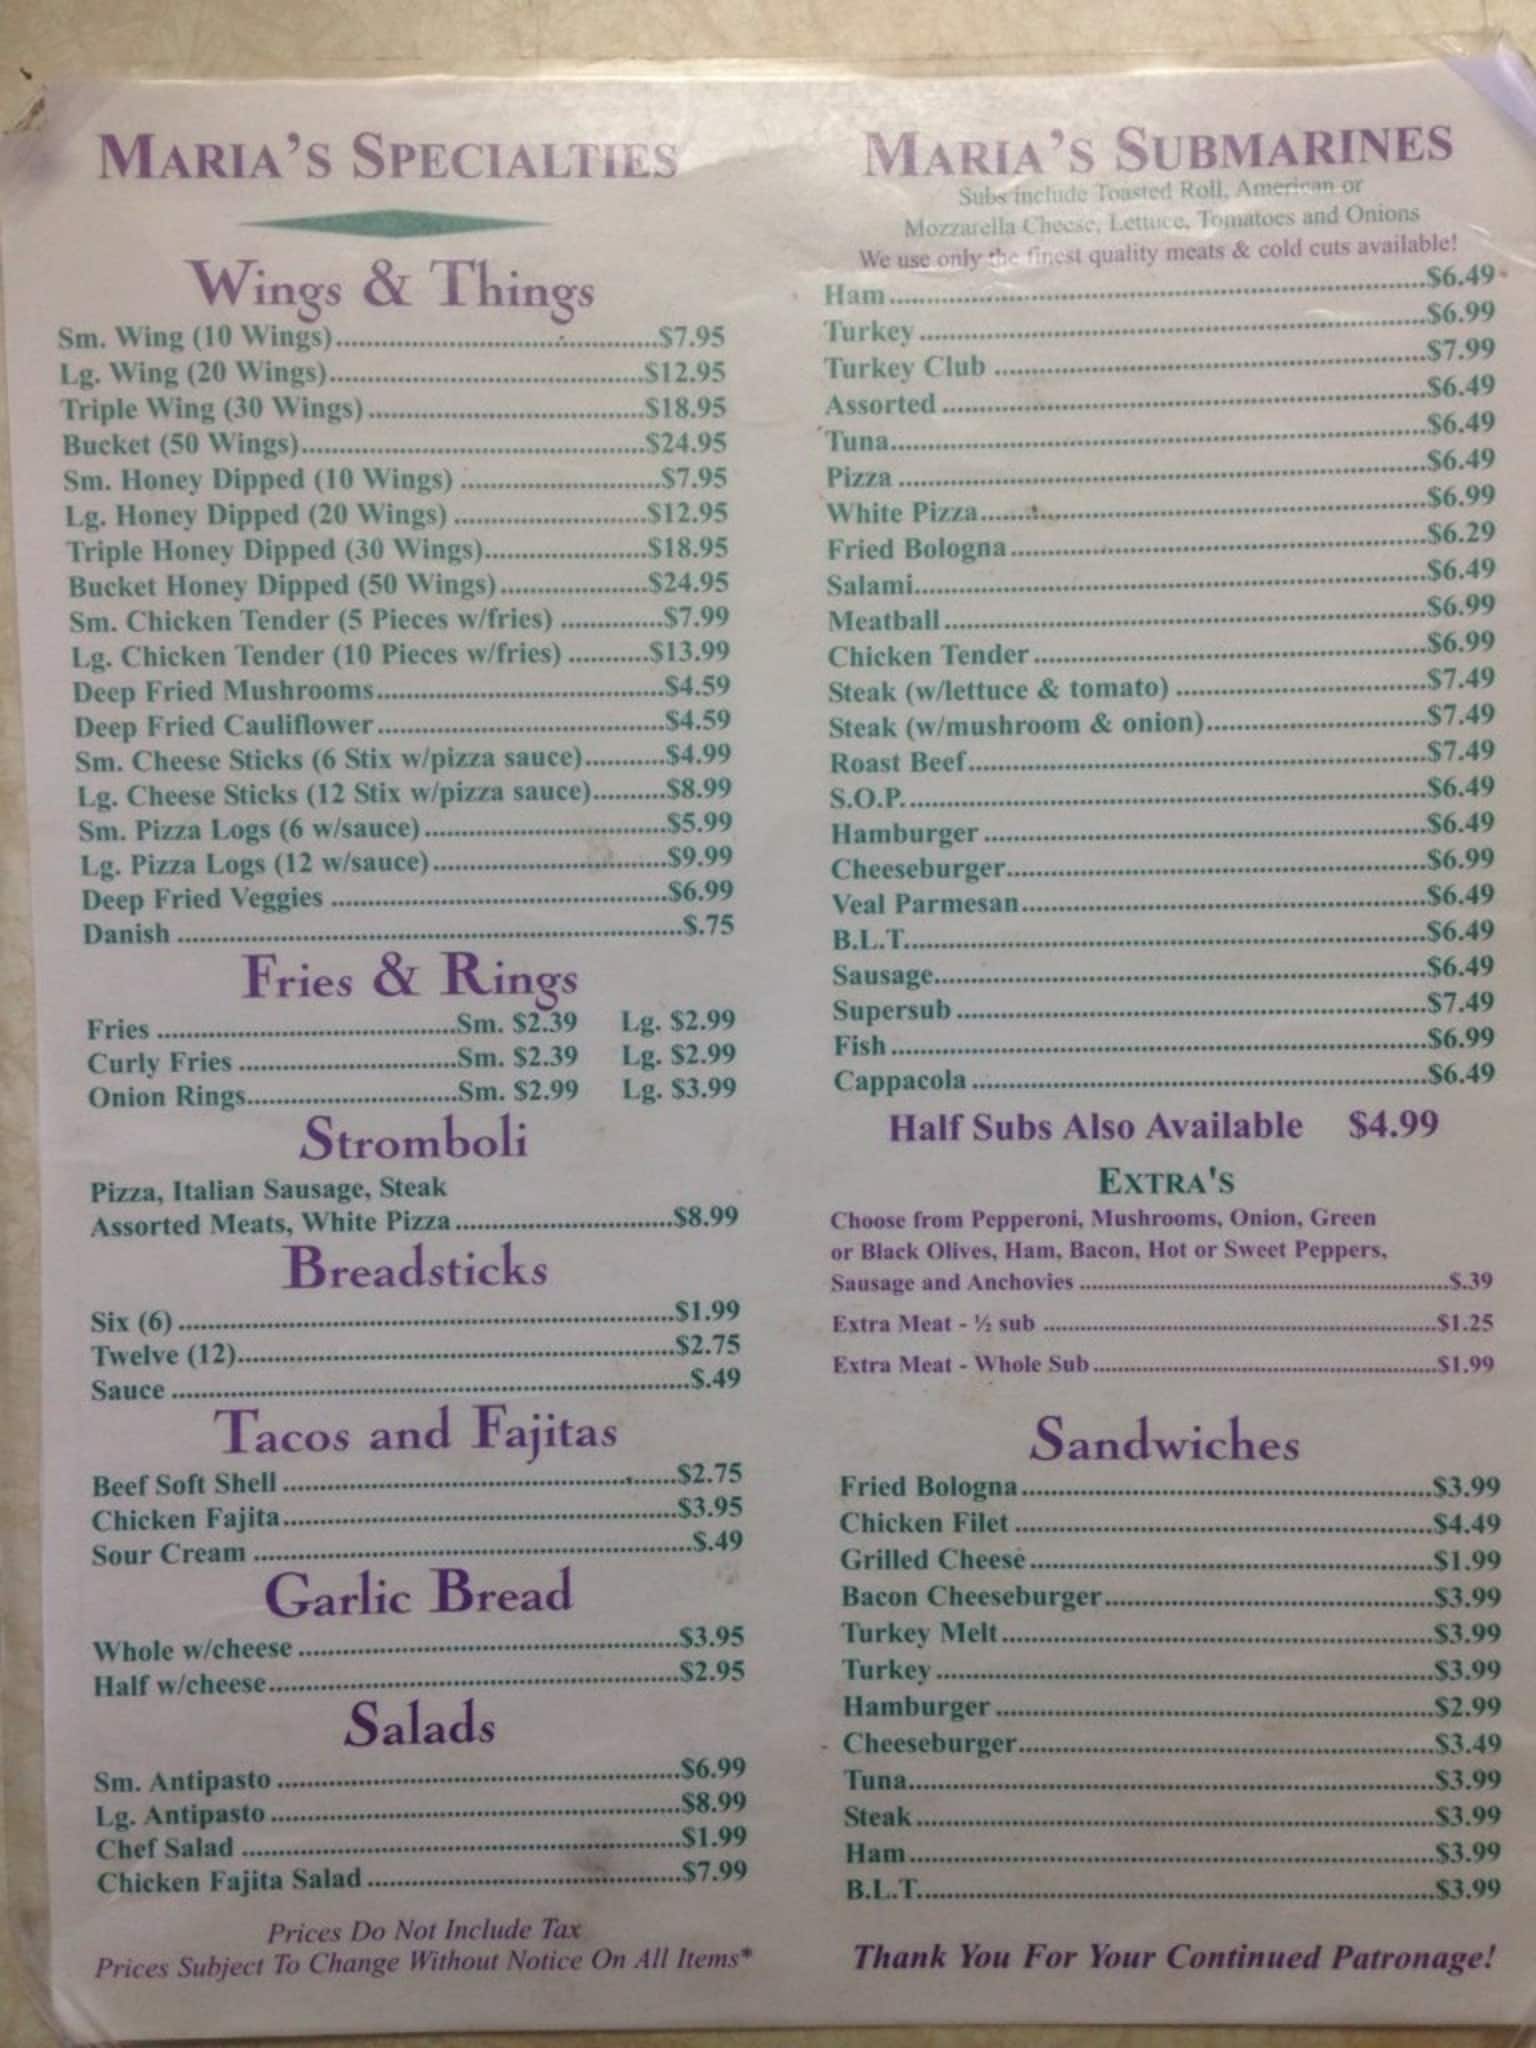 MARIA'S SPECIALTIES
Wings & Things
Sm. Wing (10 Wings)....................$7.95
Lg. Wing (20 Wings)....................$12.95
Triple Wing (30 Wings)....................$18.95
Bucket (50 Wings)....................$24.95
Sm. Honey Dipped (10 Wings)....................$7.95
Lg. Honey Dipped (20 Wings)....................$12.95
Triple Honey Dipped (30 Wings)....................$18.95
Bucket Honey Dipped (50 Wings)....................$24.95
Sm. Chicken Tender (5 Pieces w/fries)....................$7.99
Lg. Chicken Tender (10 Pieces w/fries)....................$13.99
Deep Fried Mushrooms....................$4.59
Deep Fried Cauliflower....................$4.59
Sm. Cheese Sticks (6 Stix w/pizza sauce)....................$4.99
Lg. Cheese Sticks (12 Stix w/pizza sauce)....................$8.99
Sm. Pizza Logs (6 w/sauce)....................$5.99
Lg. Pizza Logs (12 w/sauce)....................$9.99
Deep Fried Veggies....................$6.99
Danish....................$.75
Fries & Rings
Fries....................Sm. $2.39 Lg. $2.99
Curly Fries....................Sm. $2.39 Lg. $2.99
Onion Rings....................Sm. $2.99 Lg. $3.99
Stromboli
Pizza, Italian Sausage, Steak
Assorted Meats, White Pizza....................$8.99
Breadsticks
Six (6)....................$1.99
Twelve (12)....................$2.75
Sauce....................$.49
Tacos and Fajitas
Beef Soft Shell....................$2.75
Chicken Fajita....................$3.95
Sour Cream....................$.49
Garlic Bread
Whole w/cheese....................$3.95
Half w/cheese....................$2.95
Salads
Sm. Antipasto....................$6.99
Lg. Antipasto....................$8.99
Chef Salad....................$1.99
Chicken Fajita Salad....................$7.99
Prices Do Not Include Tax
Prices Subject To Change Without Notice On All Items*
MARIA'S SUBMARINES
Subs include Toasted Roll, American or
Mozzarella Cheese, Lettuce, Tomatoes and Onions
We use only the finest quality meats & cold cuts available!
Ham....................$6.49
Turkey....................$6.99
Turkey Club....................$7.99
Assorted....................$6.49
Tuna....................$6.49
Pizza....................$6.49
White Pizza....................$6.99
Fried Bologna....................$6.29
Salami....................$6.49
Meatball....................$6.99
Chicken Tender....................$6.99
Steak (w/lettuce & tomato)....................$7.49
Steak (w/mushroom & onion)....................$7.49
Roast Beef....................$7.49
S.O.P.....................$6.49
Hamburger....................$6.49
Cheeseburger....................$6.99
Veal Parmesan....................$6.49
B.L.T.....................$6.49
Sausage....................$6.49
Supersub....................$7.49
Fish....................$6.99
Cappacola....................$6.49
Half Subs Also Available $4.99
EXTRA'S
Choose from Pepperoni, Mushrooms, Onion, Green
or Black Olives, Ham, Bacon, Hot or Sweet Peppers,
Sausage and Anchovies....................$.39
Extra Meat - ½ sub....................$1.25
Extra Meat - Whole Sub....................$1.99
Sandwiches
Fried Bologna....................$3.99
Chicken Filet....................$4.49
Grilled Cheese....................$1.99
Bacon Cheeseburger....................$3.99
Turkey Melt....................$3.99
Turkey....................$3.99
Hamburger....................$2.99
Cheeseburger....................$3.49
Tuna....................$3.99
Steak....................$3.99
Ham....................$3.99
B.L.T.....................$3.99
Thank You For Your Continued Patronage!